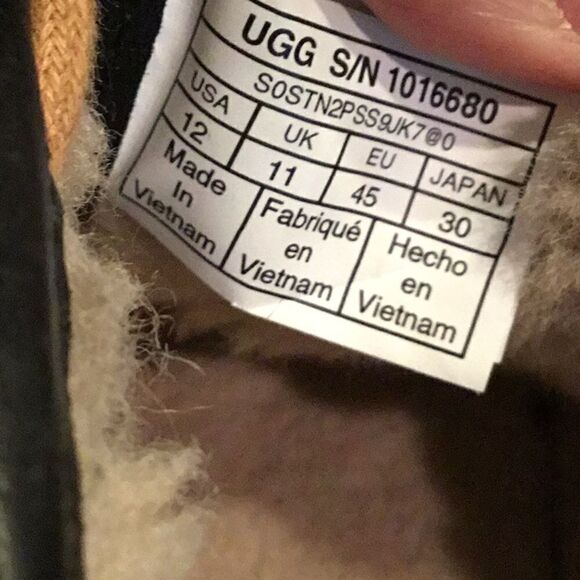 UGG S/N 1016680
S0STN2PSS9JK7@0
USA UK EU JAPAN
12 11 45 30
Made
In
Vietnam
Fabriqué
en
Vietnam
Hecho
en
Vietnam